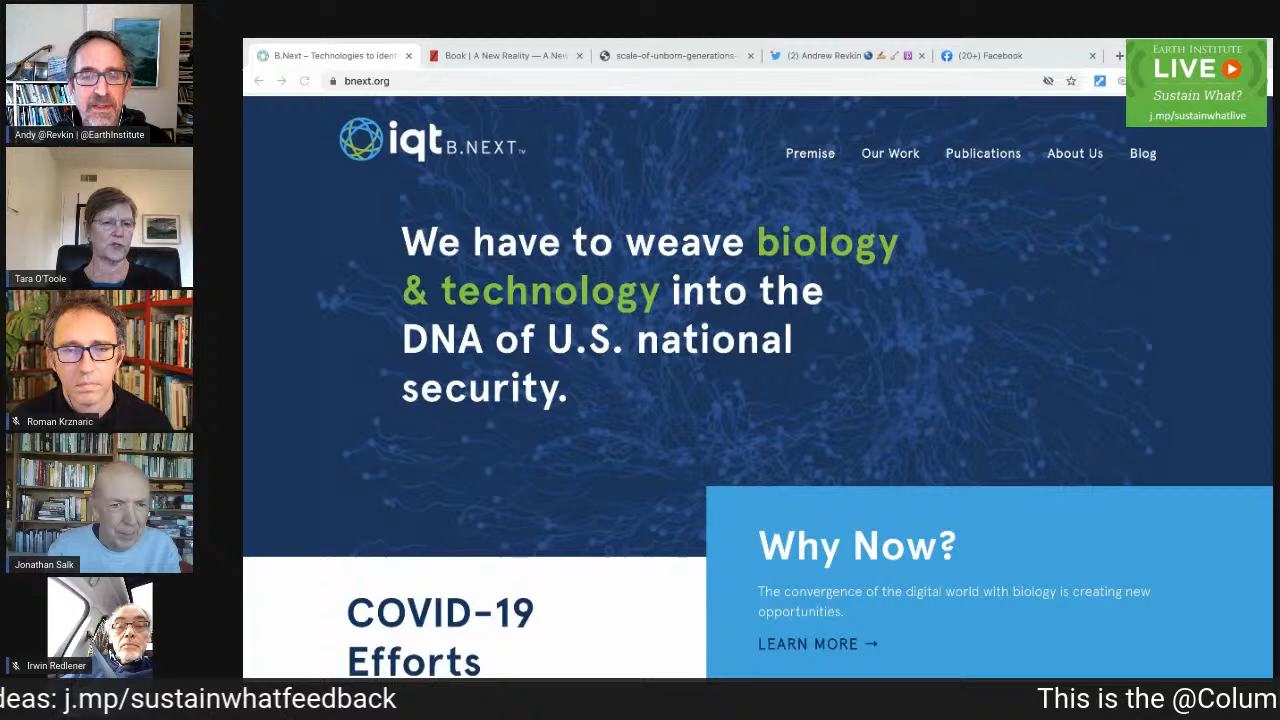 Andy @Revkin | @EarthInstitute
Tara O'Toole
Roman Krznaric
Jonathan Salk
Irwin Redlener
B.Next – Technologies to ident
Book | A New Reality — A New
scale-of-unborn-generations-
(2) Andrew Revkin
(20+) Facebook
bnext.org
EARTH INSTITUTE
LIVE
Sustain What?
j.mp/sustainwhatlive
iqt B.NEXT™
Premise
Our Work
Publications
About Us
Blog
We have to weave biology
& technology into the
DNA of U.S. national
security.
Why Now?
The convergence of the digital world with biology is creating new
opportunities.
LEARN MORE →
COVID-19
Efforts
deas: j.mp/sustainwhatfeedback
This is the @Colum